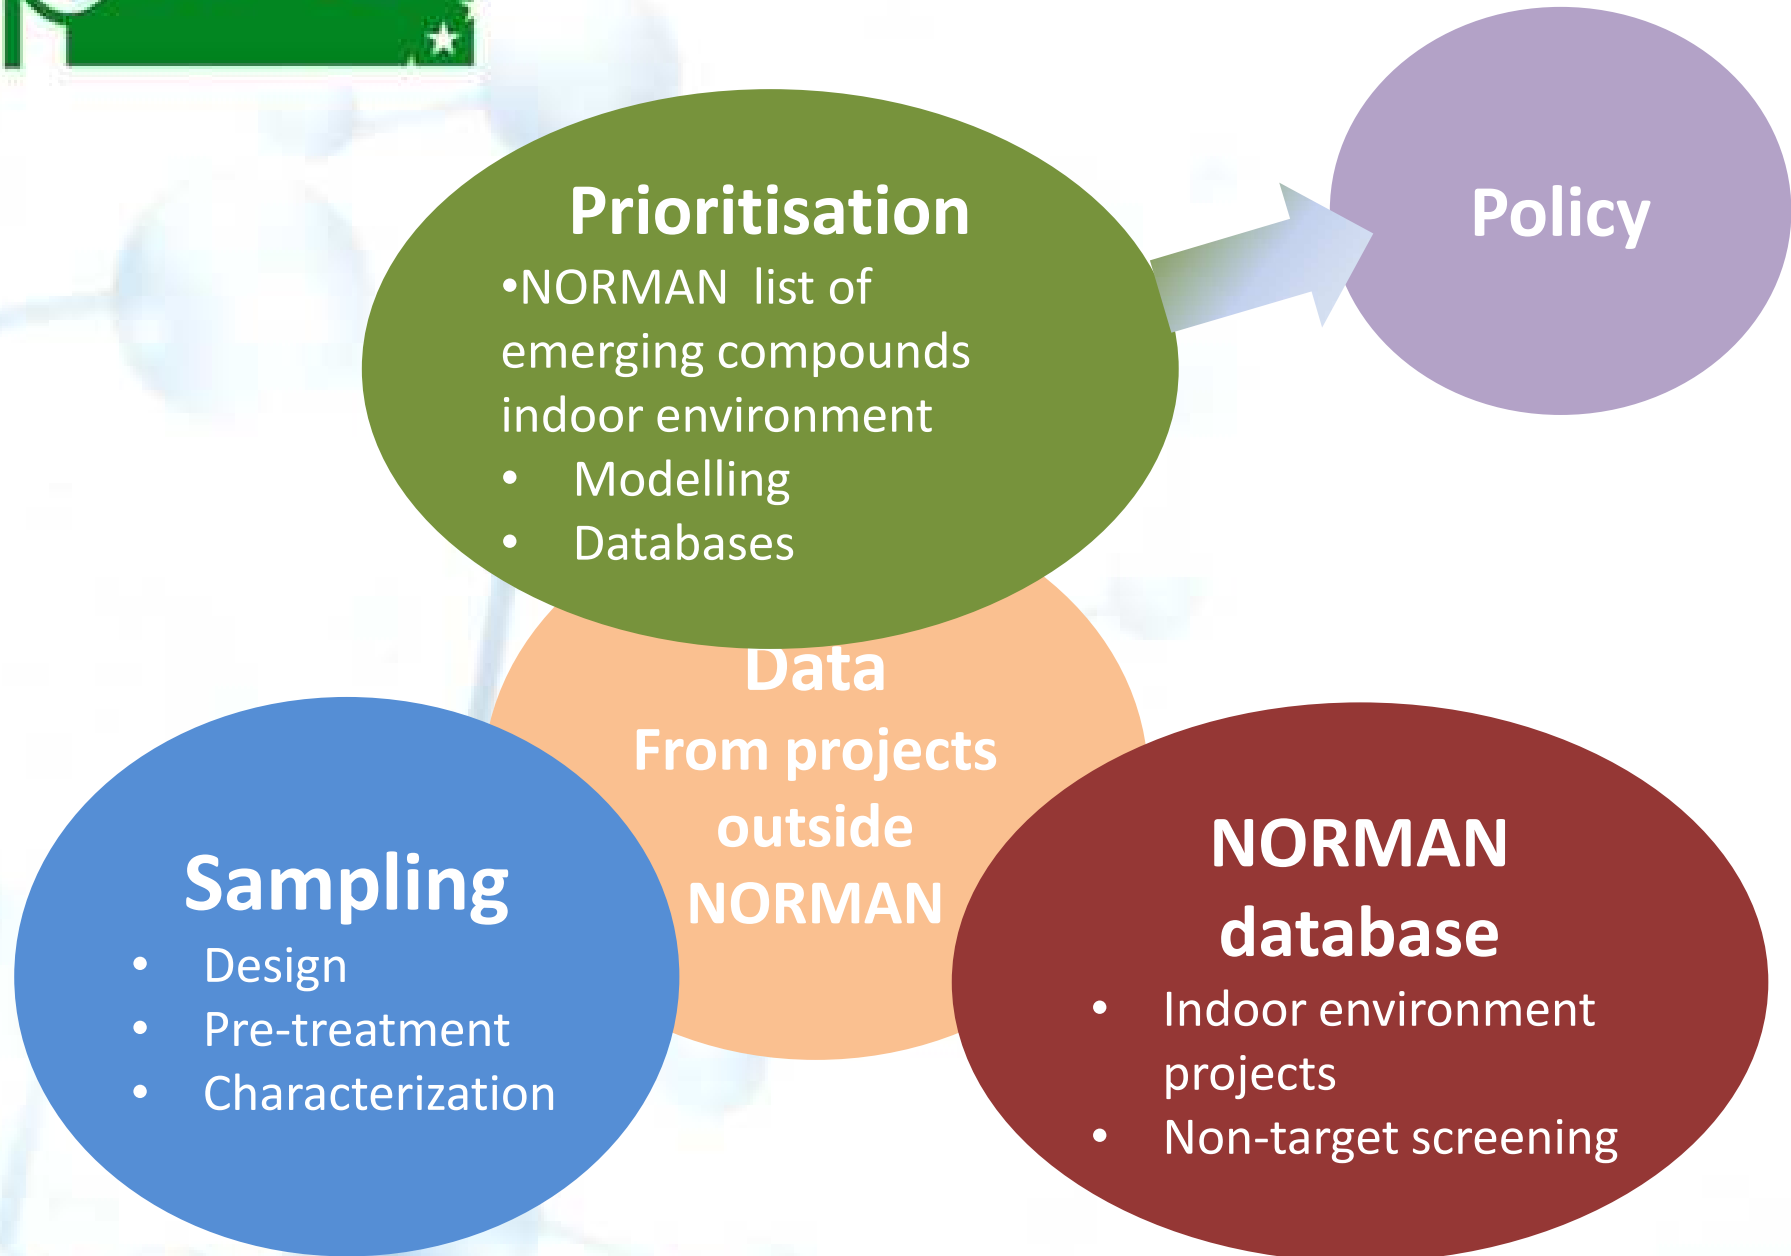 Prioritisation
•NORMAN list of
emerging compounds
indoor environment
• Modelling
• Databases
Policy
Data
From projects
outside
NORMAN
Sampling
• Design
• Pre-treatment
• Characterization
NORMAN
database
• Indoor environment
projects
• Non-target screening